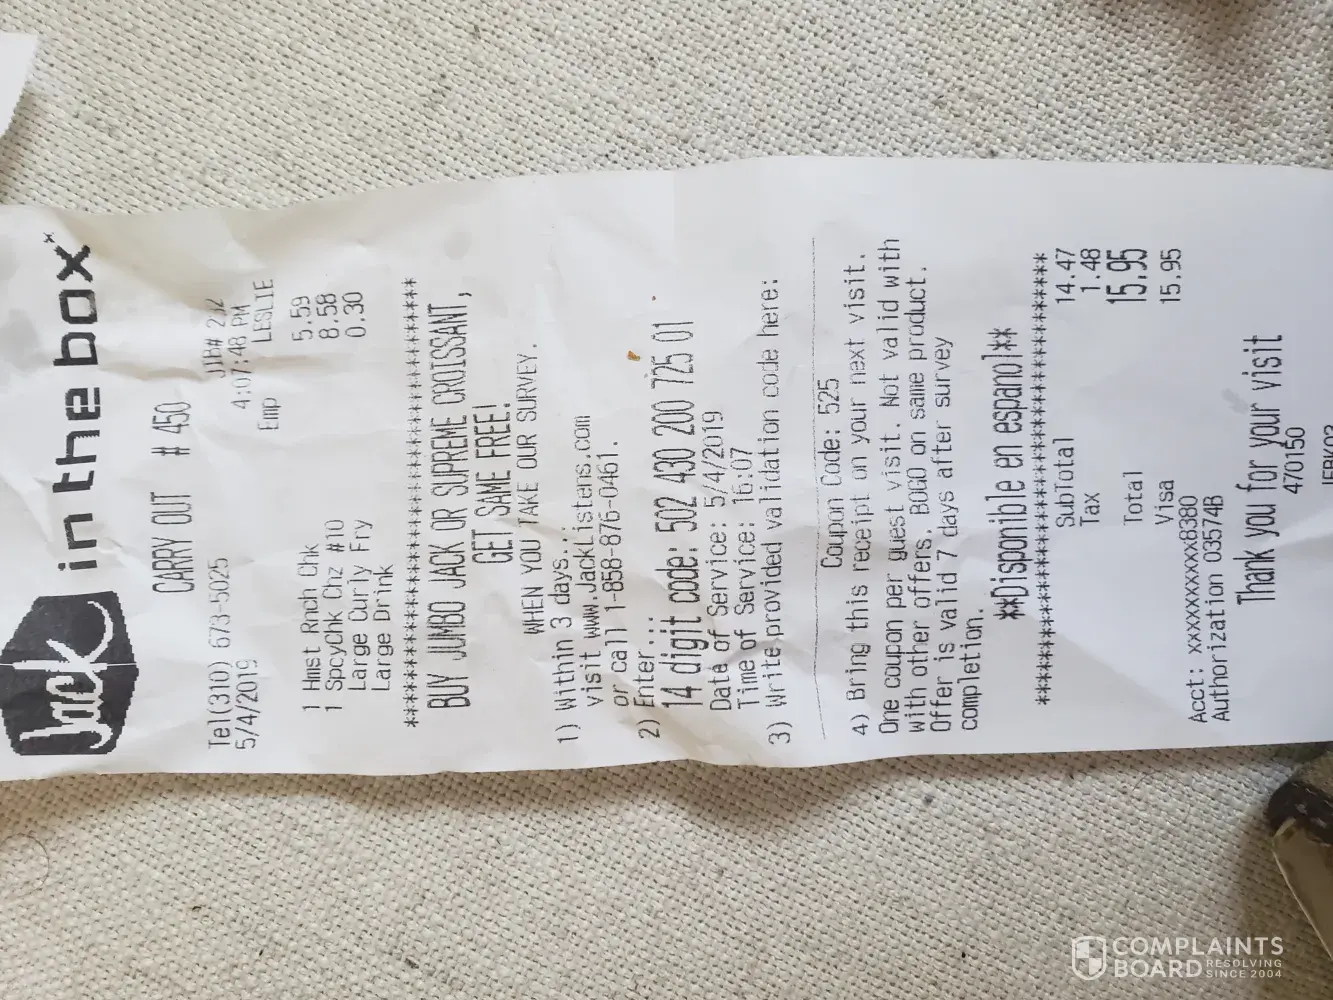 Jack in the box
CARRY OUT # 450
Tel(310) 673-5025 JIB#
5/4/2019 4:07:48 PM
Emp LESLIE
1 Hmst Rnch Chk 5.59
1 SpcyChk Chz #10 8.58
Large Curly Fry 0.30
Large Drink
****************************************
BUY JUMBO JACK OR SUPREME CROISSANT,
GET SAME FREE!
WHEN YOU TAKE OUR SURVEY.
1) Within 3 days..:
visit www.JackListens.com
or call 1-858-876-0461.
2) Enter...
14 digit code: 502 430 200 725 01
Date of Service: 5/4/2019
Time of Service: 16:07
3) Write provided validation code here:
Coupon Code: 525
4) Bring this receipt on your next visit.
One coupon per guest visit. Not valid with
with other offers. BOGO on same product.
Offer is valid 7 days after survey
completion.
**Disponible en espanol**
****************************************
SubTotal 14.47
Tax 1.48
Total 15.95
Visa 15.95
Acct: xxxxxxxxxxxx8380
Authorization 03574B
Thank you for your visit
470150
COMPLAINTS
BOARD RESOLVING
SINCE 2004